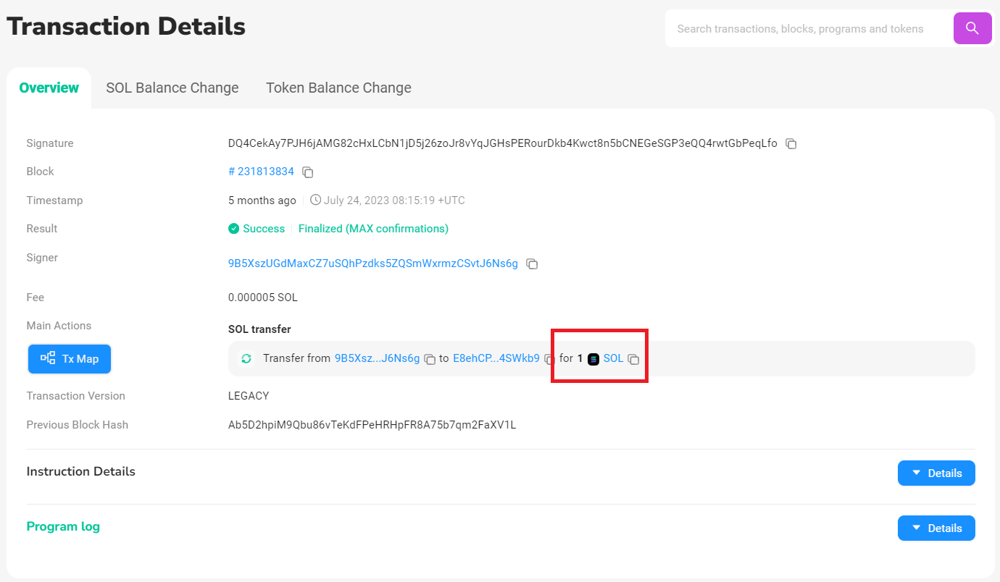 Transaction Details
Search transactions, blocks, programs and tokens
Overview SOL Balance Change Token Balance Change
Signature DQ4CekAy7PJH6jAMG82cHxLCbN1jD5j26zoJr8vYqJGHsPERourDkb4Kwct8n5bCNEGeSGP3eQQ4rwtGbPeqLfo
Block # 231813834
Timestamp 5 months ago July 24, 2023 08:15:19 +UTC
Result Success Finalized (MAX confirmations)
Signer 9B5XszUGdMaxCZ7uSQhPzdks5ZQSmWxrmzCSvtJ6Ns6g
Fee 0.000005 SOL
Main Actions SOL transfer
Tx Map Transfer from 9B5Xsz...J6Ns6g to E8ehCP...4SWkb9 for 1 SOL
Transaction Version LEGACY
Previous Block Hash Ab5D2hpiM9Qbu86vTeKdFPeHRHpFR8A75b7qm2FaXV1L
Instruction Details Details
Program log Details